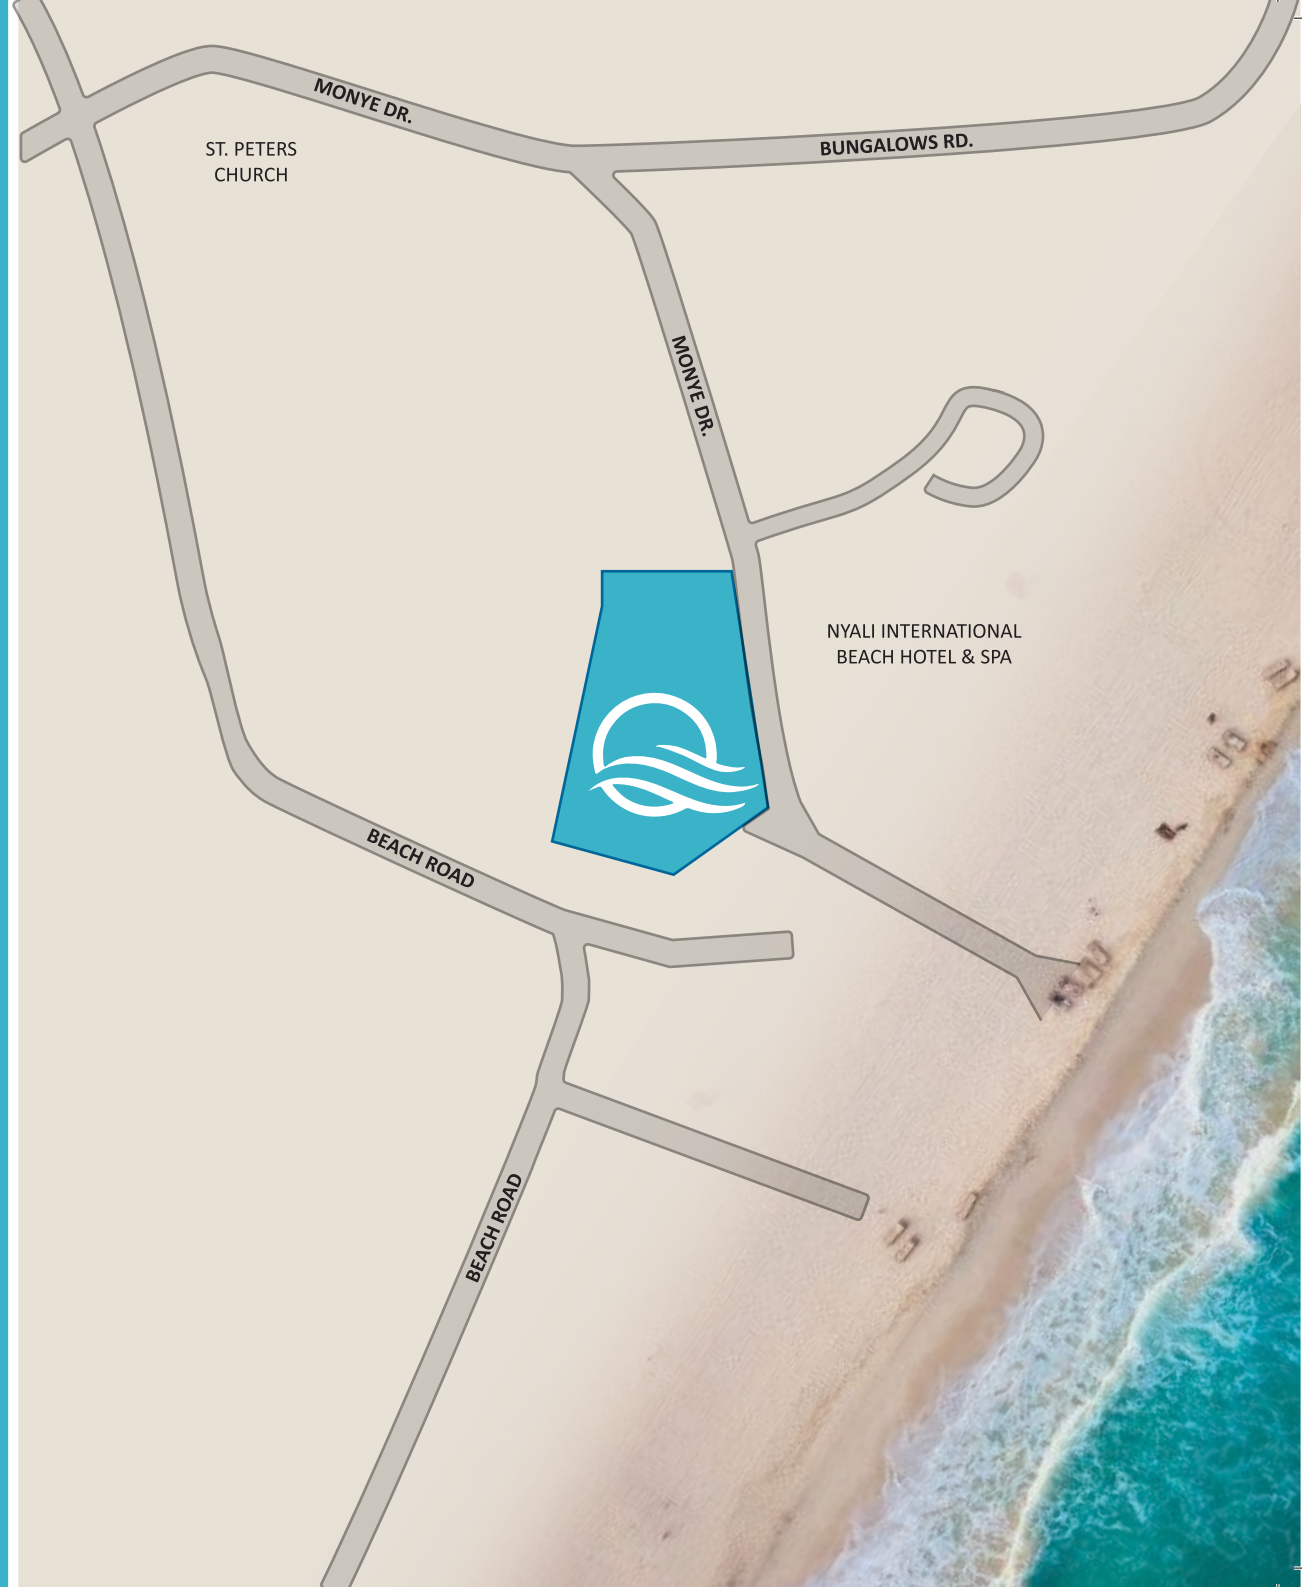 MONYE DR.
BUNGALOWS RD.
ST. PETERS
CHURCH
MONYE DR.
NYALI INTERNATIONAL
BEACH HOTEL & SPA
BEACH ROAD
BEACH ROAD